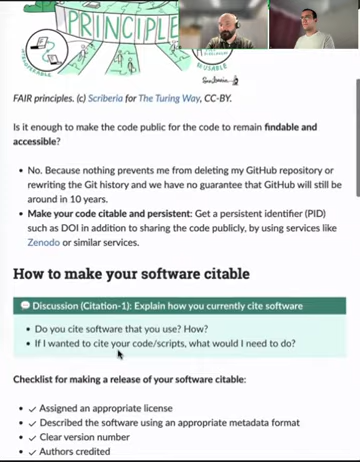 PRINCIPLE
USABLE
Scriberia
FAIR principles. (c) Scriberia for The Turing Way, CC-BY.
Is it enough to make the code public for the code to remain findable and
accessible?
• No. Because nothing prevents me from deleting my GitHub repository or
rewriting the Git history and we have no guarantee that GitHub will still be
around in 10 years.
• Make your code citable and persistent: Get a persistent identifier (PID)
such as DOI in addition to sharing the code publicly, by using services like
Zenodo or similar services.
How to make your software citable
Discussion (Citation-1): Explain how you currently cite software
• Do you cite software that you use? How?
• If I wanted to cite your code/scripts, what would I need to do?
Checklist for making a release of your software citable:
• ✓ Assigned an appropriate license
• ✓ Described the software using an appropriate metadata format
• ✓ Clear version number
• ✓ Authors credited